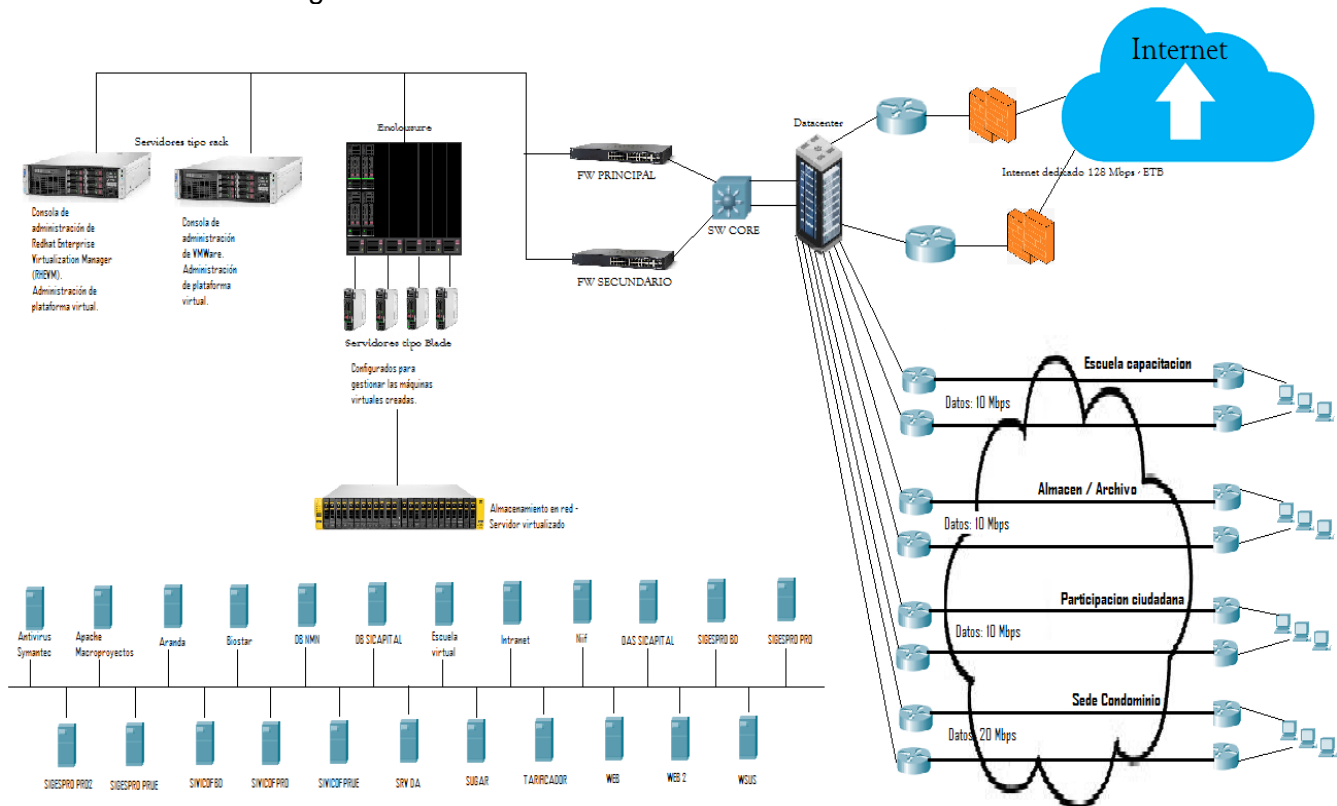 Internet
Datacenter
Internet dedicado 128 Mbps - ETB
Servidores tipo rack
Enclousure
FW PRINCIPAL
SW CORE
FW SECUNDARIO
Consola de
administración de
Redhat Enterprise
Virtualization Manager
(RHEVM).
Administración de
plataforma virtual.
Consola de
administración
de VMWare.
Administración
de plataforma
virtual.
Servidores tipo Blade
Configurados para
gestionar las máquinas
virtuales creadas.
Almacenamiento en red -
Servidor virtualizado
Escuela capacitacion
Datos: 10 Mbps
Almacen / Archivo
Datos: 10 Mbps
Participacion ciudadana
Datos: 10 Mbps
Sede Condominio
Datos: 20 Mbps
Antivirus
Symantec
Apache
Macroproyectos
Aranda
Biostar
DB NMN
DB SICAPITAL
Escuela
virtual
Intranet
Niif
OAS SICAPITAL
SIGESPRO BD
SIGESPRO PRO
SIGESPRO PRO2
SIGESPRO PRUE
SIVICOF BD
SIVICOF PRO
SIVICOF PRUE
SRV DA
SUGAR
TARIFICADOR
WEB
WEB 2
WSUS